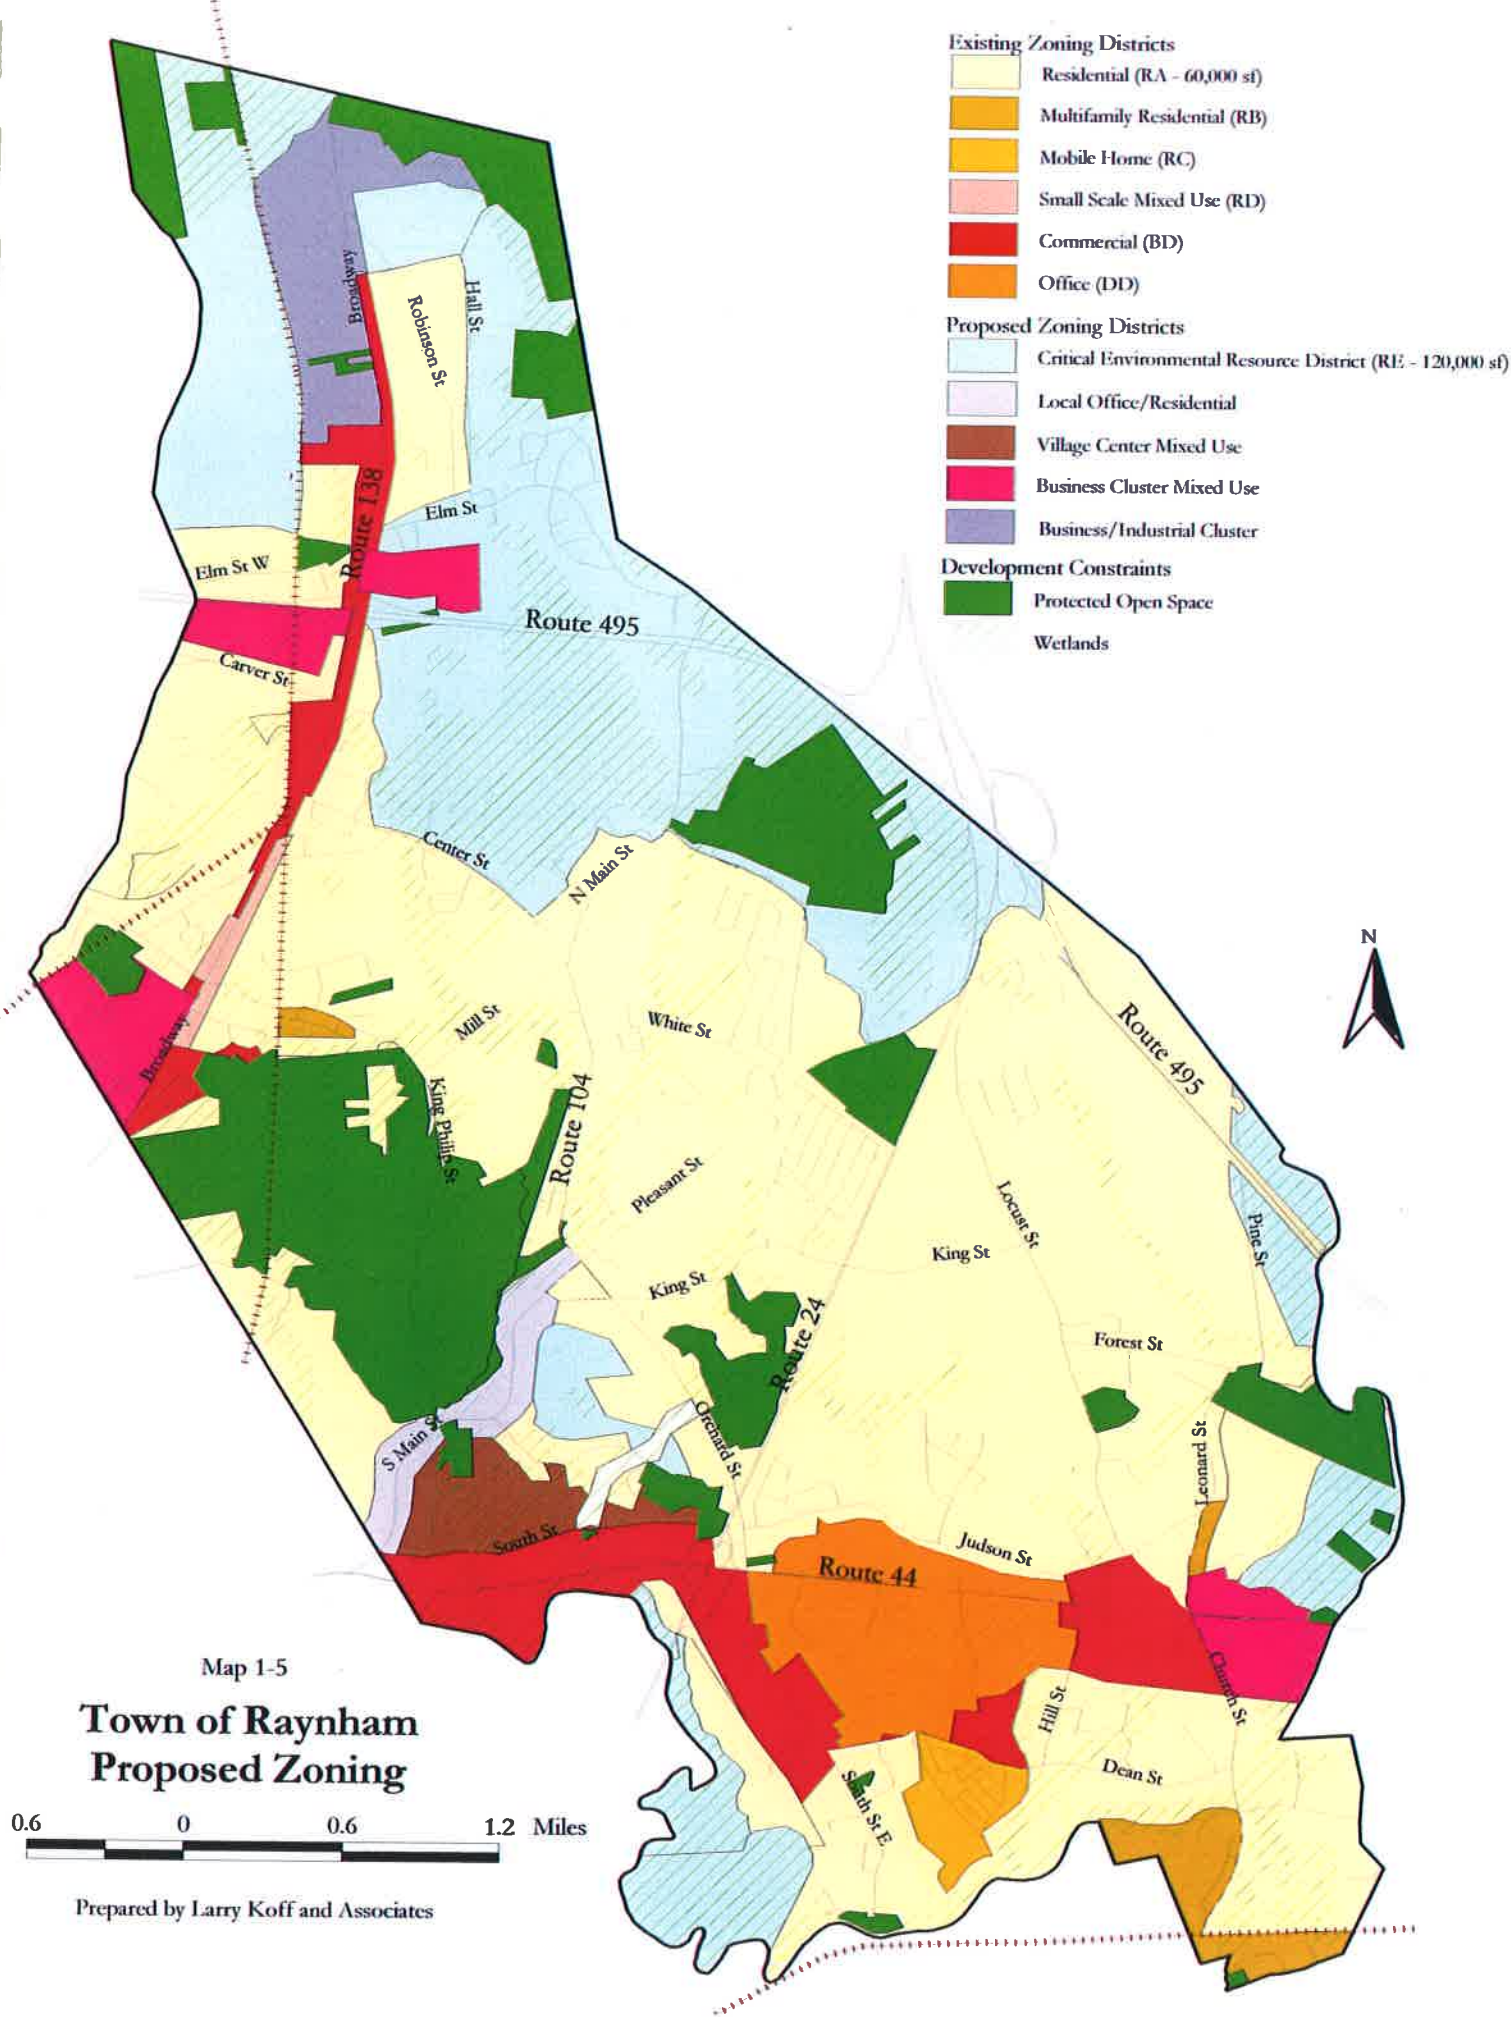 Existing Zoning Districts
Residential (RA - 60,000 sf)
Multifamily Residential (RB)
Mobile Home (RC)
Small Scale Mixed Use (RD)
Commercial (BD)
Office (DD)
Proposed Zoning Districts
Critical Environmental Resource District (RE - 120,000 sf)
Local Office/Residential
Village Center Mixed Use
Business Cluster Mixed Use
Business/Industrial Cluster
Development Constraints
Protected Open Space
Wetlands
Broadway
Robinson St
Hall St
Route 138
Elm St
Elm St W
Route 495
Carver St
Center St
N Main St
N
Mill St
White St
Route 495
Broadway
King Philip St
Route 104
Pleasant St
Locust St
King St
Pine St
King St
Route 24
Forest St
Orchard St
S Main St
Leonard St
South St
Judson St
Route 44
Church St
Hill St
Dean St
South St E
Map 1-5
Town of Raynham
Proposed Zoning
0.6 0 0.6 1.2 Miles
Prepared by Larry Koff and Associates